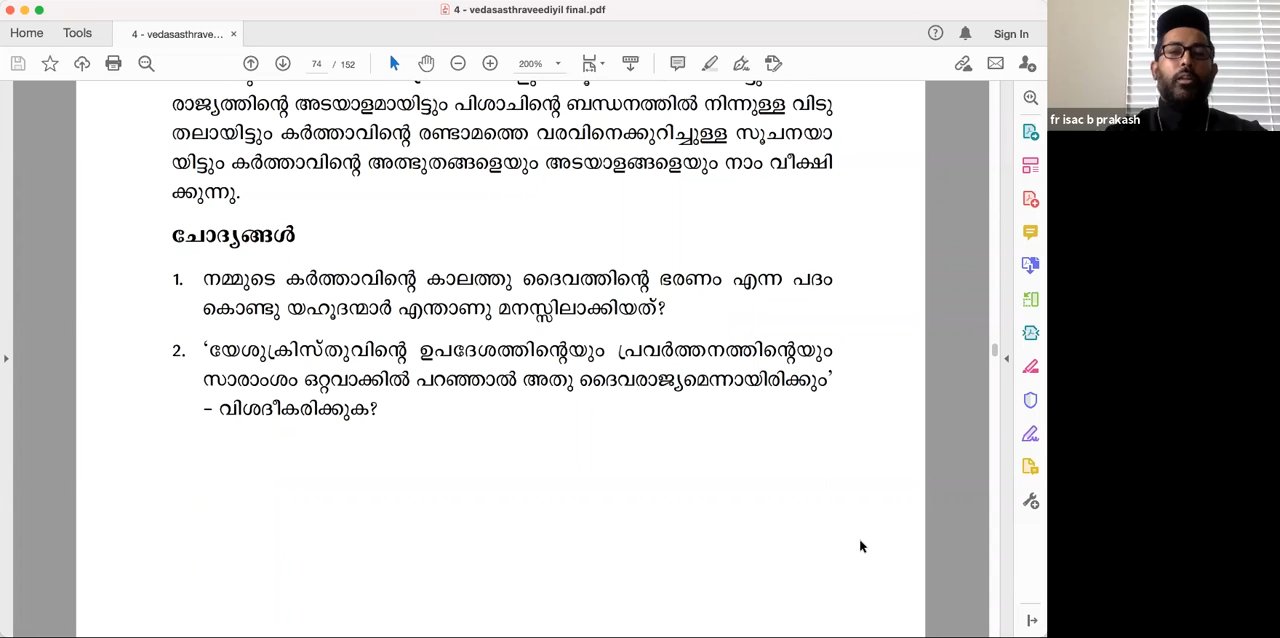 4 - vedasasthraveediyil final.pdf
Home Tools 4 - vedasasthrave... × Sign In
74 / 152 200%
രാജ്യത്തിന്റെ അടയാളമായിട്ടും പിശാചിന്റെ ബന്ധനത്തിൽ നിന്നുള്ള വിടു
തലായിട്ടും കർത്താവിന്റെ രണ്ടാമത്തെ വരവിനെക്കുറിച്ചുള്ള സൂചനയാ
യിട്ടും കർത്താവിന്റെ അത്ഭുതങ്ങളെയും അടയാളങ്ങളെയും നാം വീക്ഷി
ക്കുന്നു.
ചോദ്യങ്ങൾ
1. നമ്മുടെ കർത്താവിന്റെ കാലത്തു ദൈവത്തിന്റെ ഭരണം എന്ന പദം
കൊണ്ടു യഹൂദന്മാർ എന്താണു മനസ്സിലാക്കിയത്?
2. ‘യേശുക്രിസ്തുവിന്റെ ഉപദേശത്തിന്റെയും പ്രവർത്തനത്തിന്റെയും
സാരാംശം ഒറ്റവാക്കിൽ പറഞ്ഞാൽ അതു ദൈവരാജ്യമെന്നായിരിക്കും’
– വിശദീകരിക്കുക?
fr isac b prakash